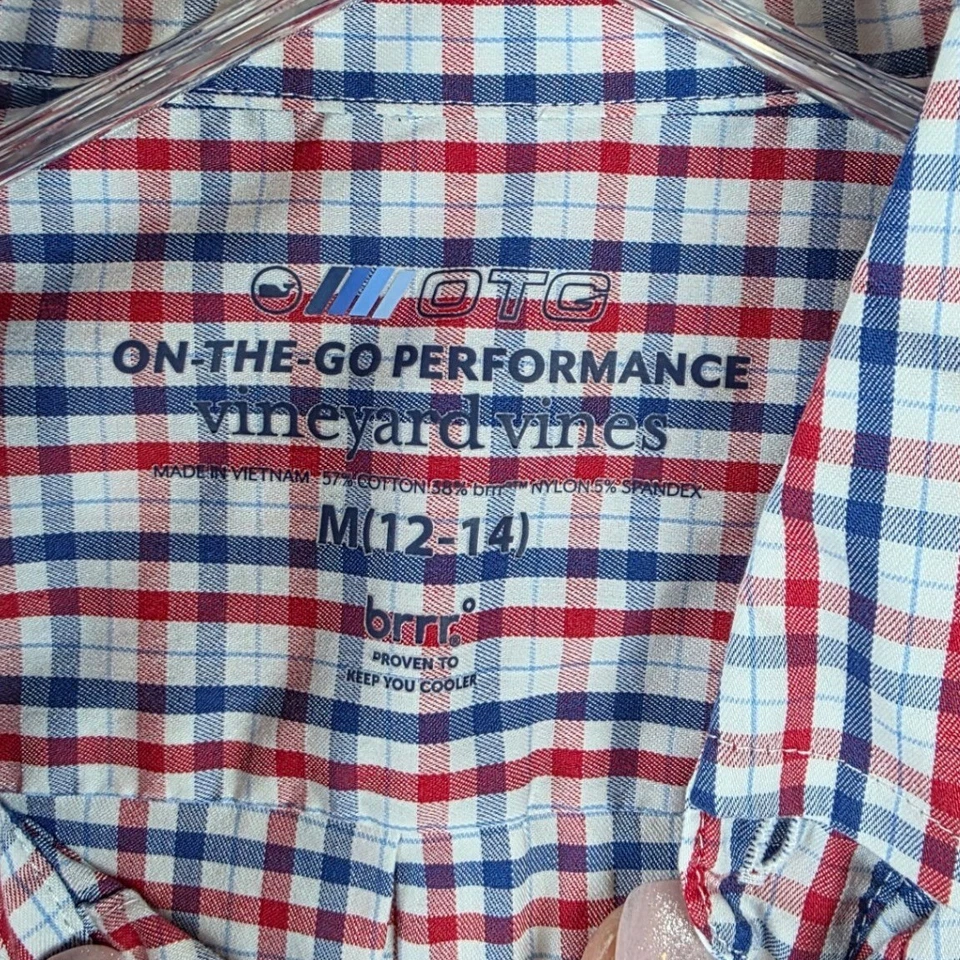 OTG
ON-THE-GO PERFORMANCE
vineyard vines
MADE IN VIETNAM 57% COTTON 38% brrr°™ NYLON 5% SPANDEX
M(12-14)
brrr.°
PROVEN TO
KEEP YOU COOLER